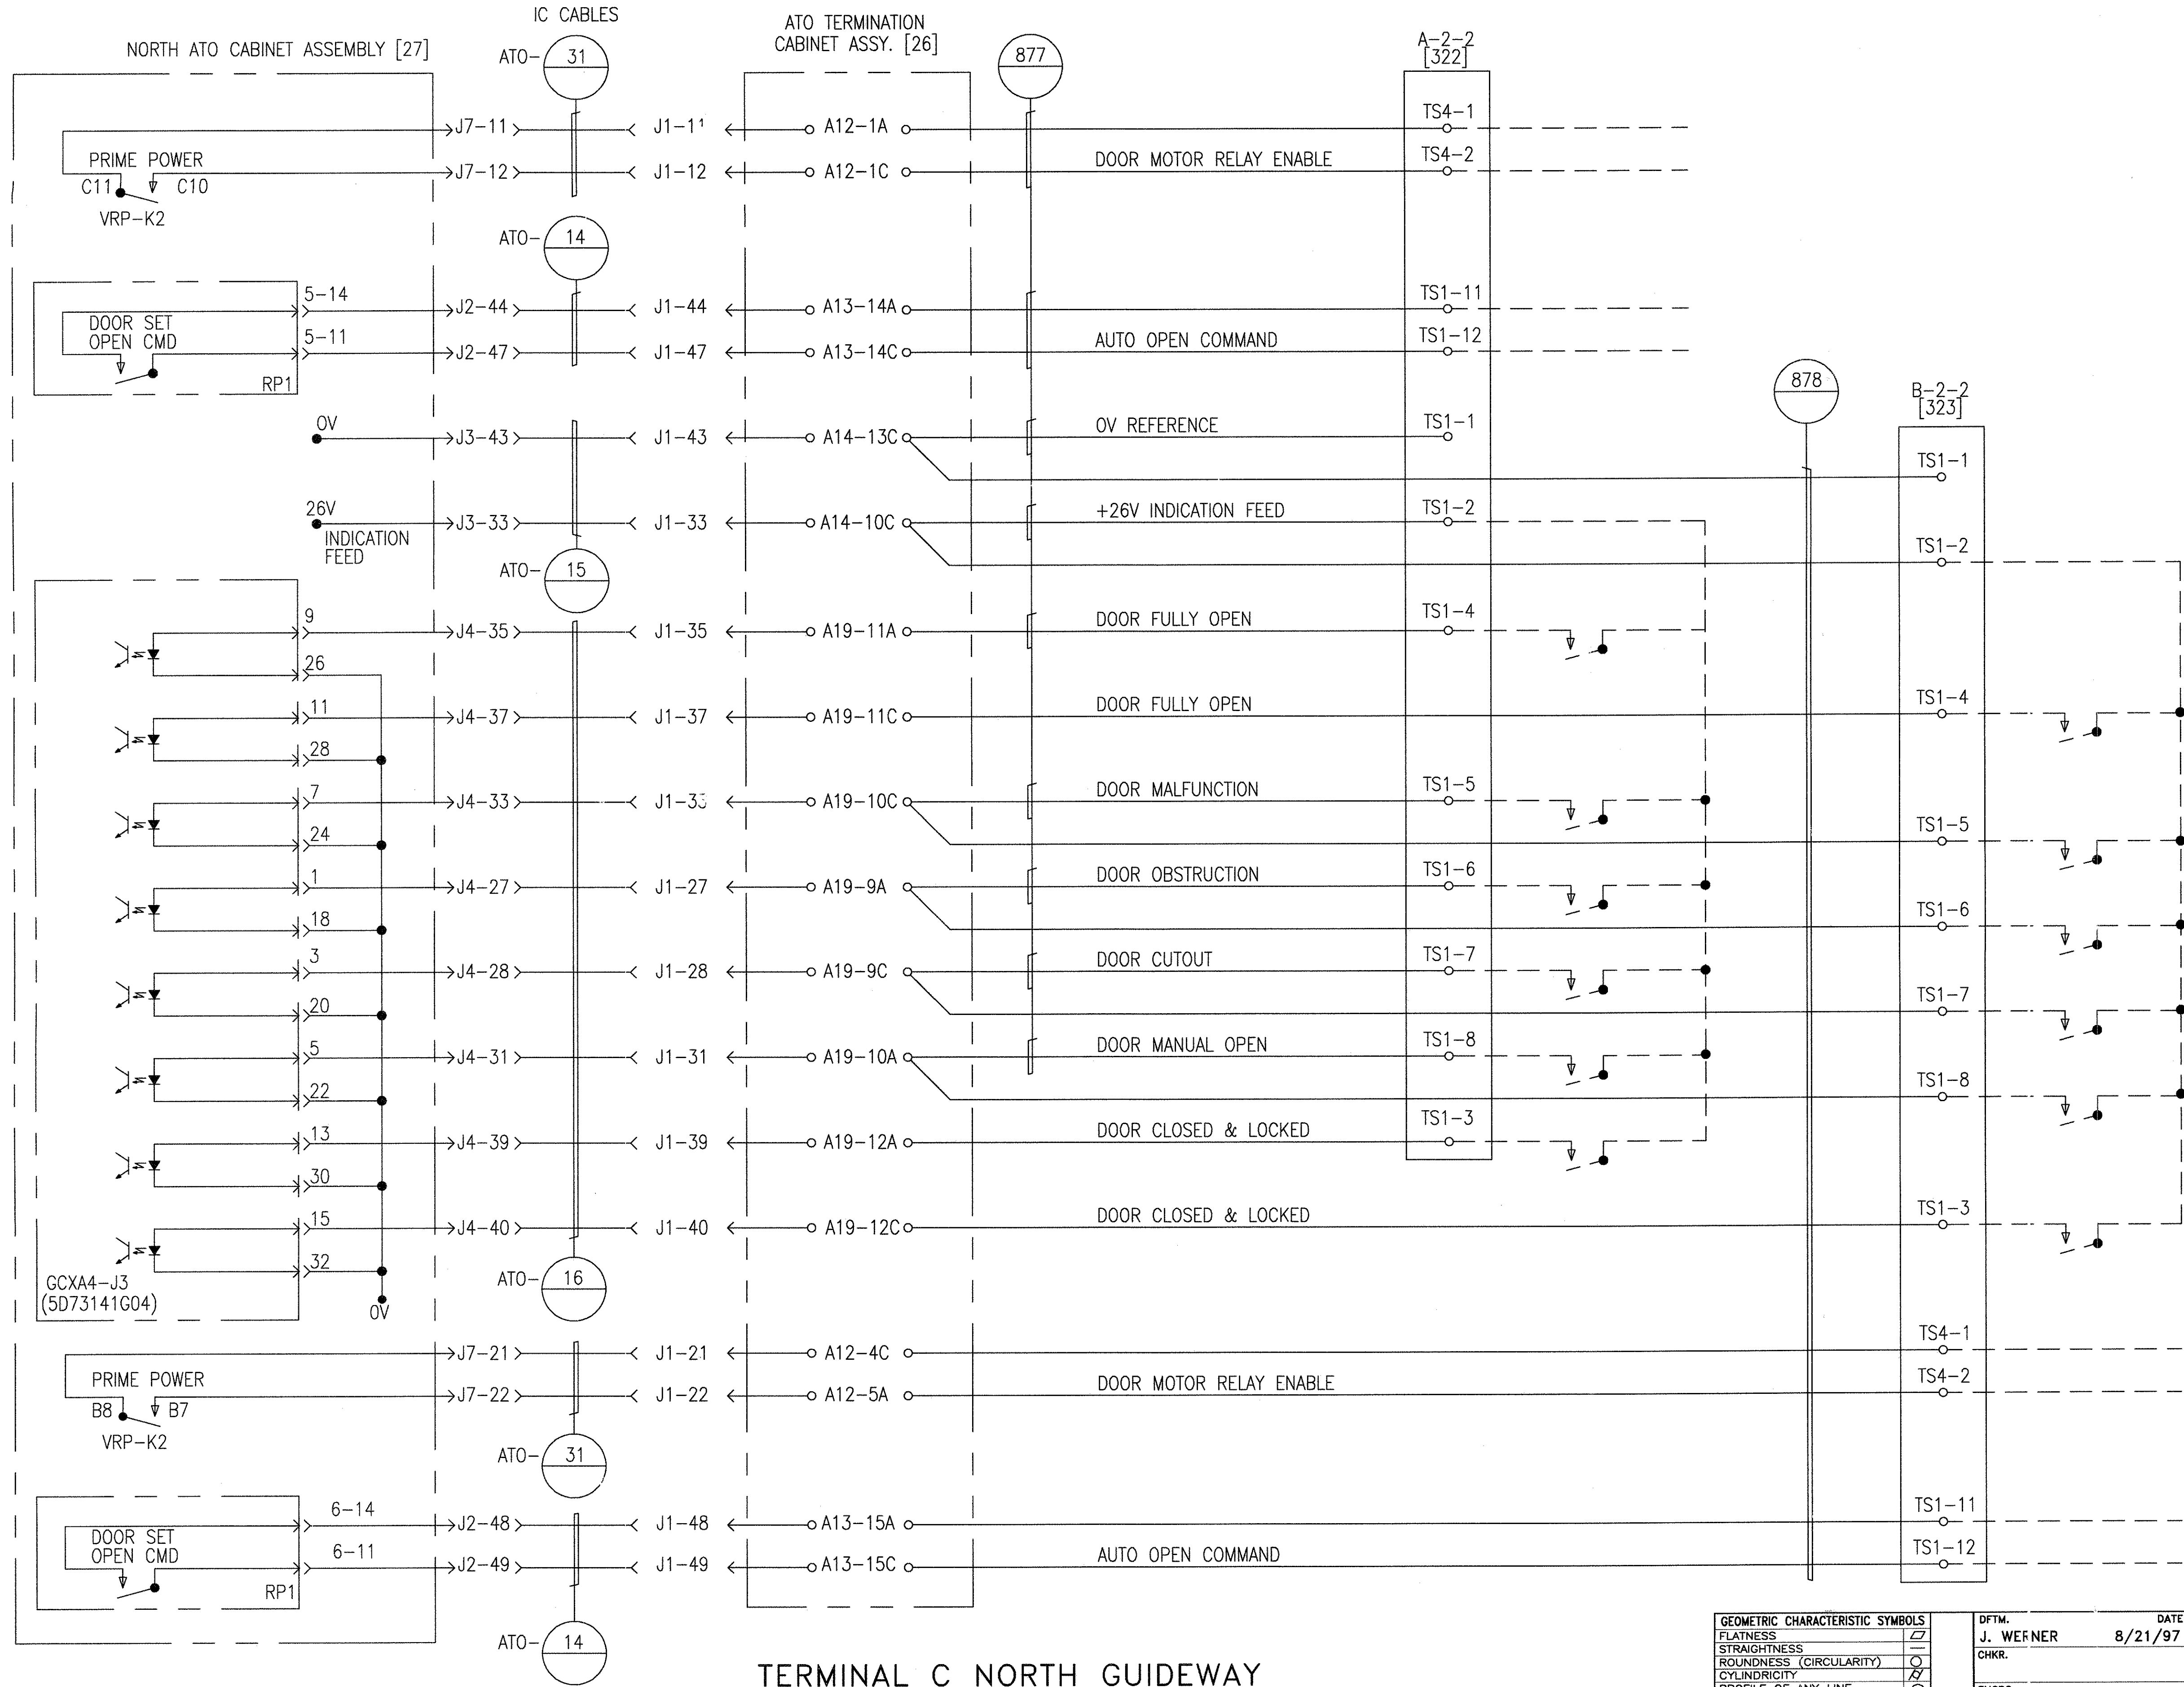 IC CABLES
NORTH ATO CABINET ASSEMBLY [27]
ATO- 31
ATO TERMINATION
CABINET ASSY. [26]
877
A-2-2
[322]
J7-11 J1-11 A12-1A TS4-1
PRIME POWER
C11 C10
VRP-K2
J7-12 J1-12 A12-1C DOOR MOTOR RELAY ENABLE TS4-2
ATO- 14
5-14 J2-44 J1-44 A13-14A TS1-11
DOOR SET
OPEN CMD
5-11 J2-47 J1-47 A13-14C AUTO OPEN COMMAND TS1-12
RP1
878
B-2-2
[323]
0V J3-43 J1-43 A14-13C 0V REFERENCE TS1-1
TS1-1
26V J3-33 J1-33 A14-10C +26V INDICATION FEED TS1-2
INDICATION
FEED
TS1-2
ATO- 15
9 J4-35 J1-35 A19-11A DOOR FULLY OPEN TS1-4
26
11 J4-37 J1-37 A19-11C DOOR FULLY OPEN TS1-4
28
7 J4-33 J1-33 A19-10C DOOR MALFUNCTION TS1-5
24 TS1-5
1 J4-27 J1-27 A19-9A DOOR OBSTRUCTION TS1-6
18 TS1-6
3 J4-28 J1-28 A19-9C DOOR CUTOUT TS1-7
20 TS1-7
5 J4-31 J1-31 A19-10A DOOR MANUAL OPEN TS1-8
22 TS1-8
13 J4-39 J1-39 A19-12A DOOR CLOSED & LOCKED TS1-3
30
15 J4-40 J1-40 A19-12C DOOR CLOSED & LOCKED TS1-3
32
GCXA4-J3
(5D73141G04)
0V
ATO- 16
J7-21 J1-21 A12-4C TS4-1
PRIME POWER
B8 B7
VRP-K2
J7-22 J1-22 A12-5A DOOR MOTOR RELAY ENABLE TS4-2
ATO- 31
6-14 J2-48 J1-48 A13-15A TS1-11
DOOR SET
OPEN CMD
6-11 J2-49 J1-49 A13-15C AUTO OPEN COMMAND TS1-12
RP1
ATO- 14
TERMINAL C NORTH GUIDEWAY
GEOMETRIC CHARACTERISTIC SYMBOLS
FLATNESS
STRAIGHTNESS
ROUNDNESS (CIRCULARITY)
CYLINDRICITY
PROFILE OF ANY LINE
DFTM. DATE
J. WERNER 8/21/97
CHKR.